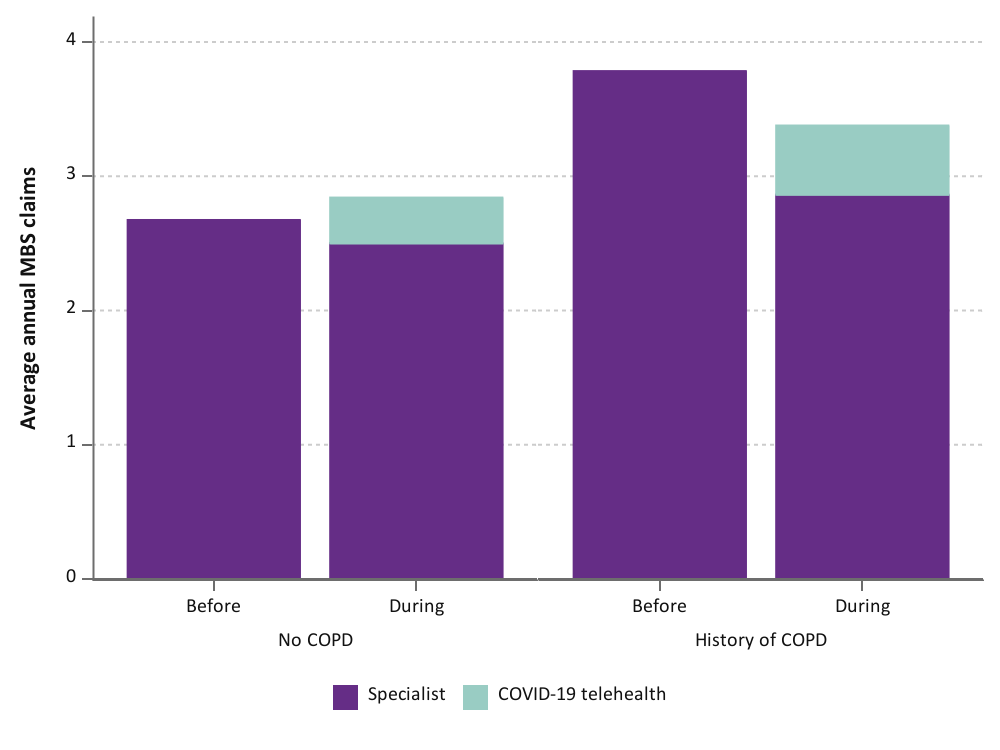 Average annual MBS claims
4
3
2
1
0
Before During Before During
No COPD History of COPD
Specialist COVID-19 telehealth